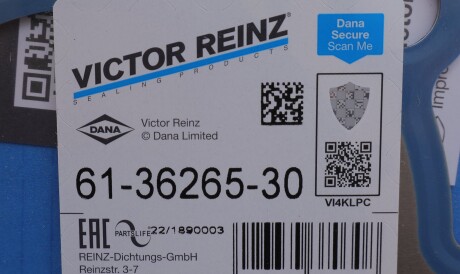 VICTOR REINZ
SEALING PRODUCTS
Dana
Secure
Scan Me
DANA
Victor Reinz
© Dana Limited
61-36265-30
VI4KLPC
EAC PARTSLIFE 22/1890003
REINZ-Dichtungs-GmbH
Reinzstr. 3-7